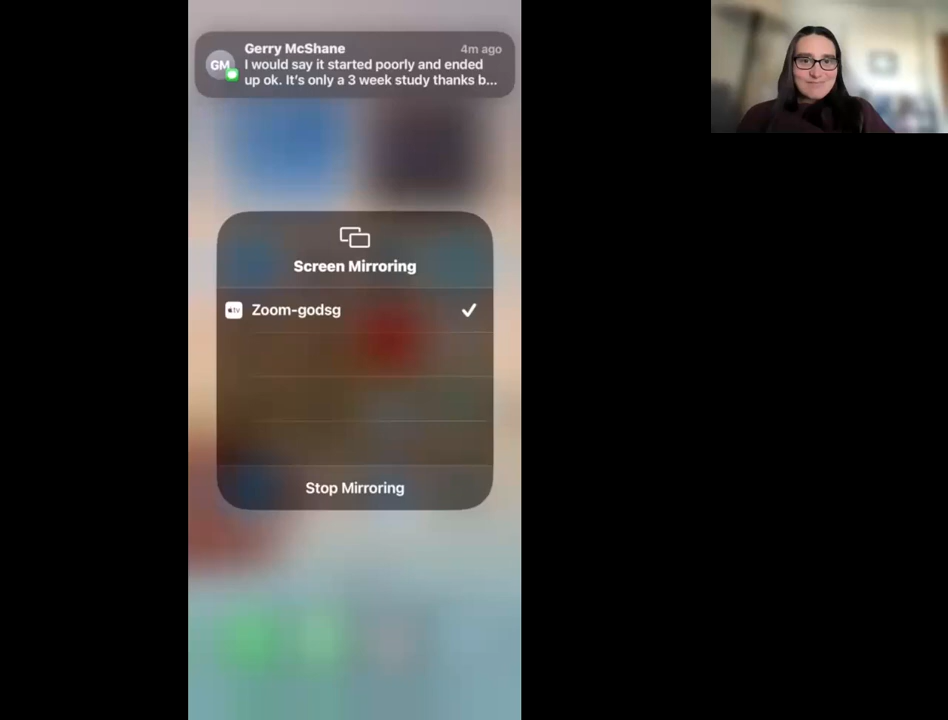 Gerry McShane
4m ago
GM
I would say it started poorly and ended
up ok. It's only a 3 week study thanks b...
Screen Mirroring
tv
Zoom-godsg
Stop Mirroring